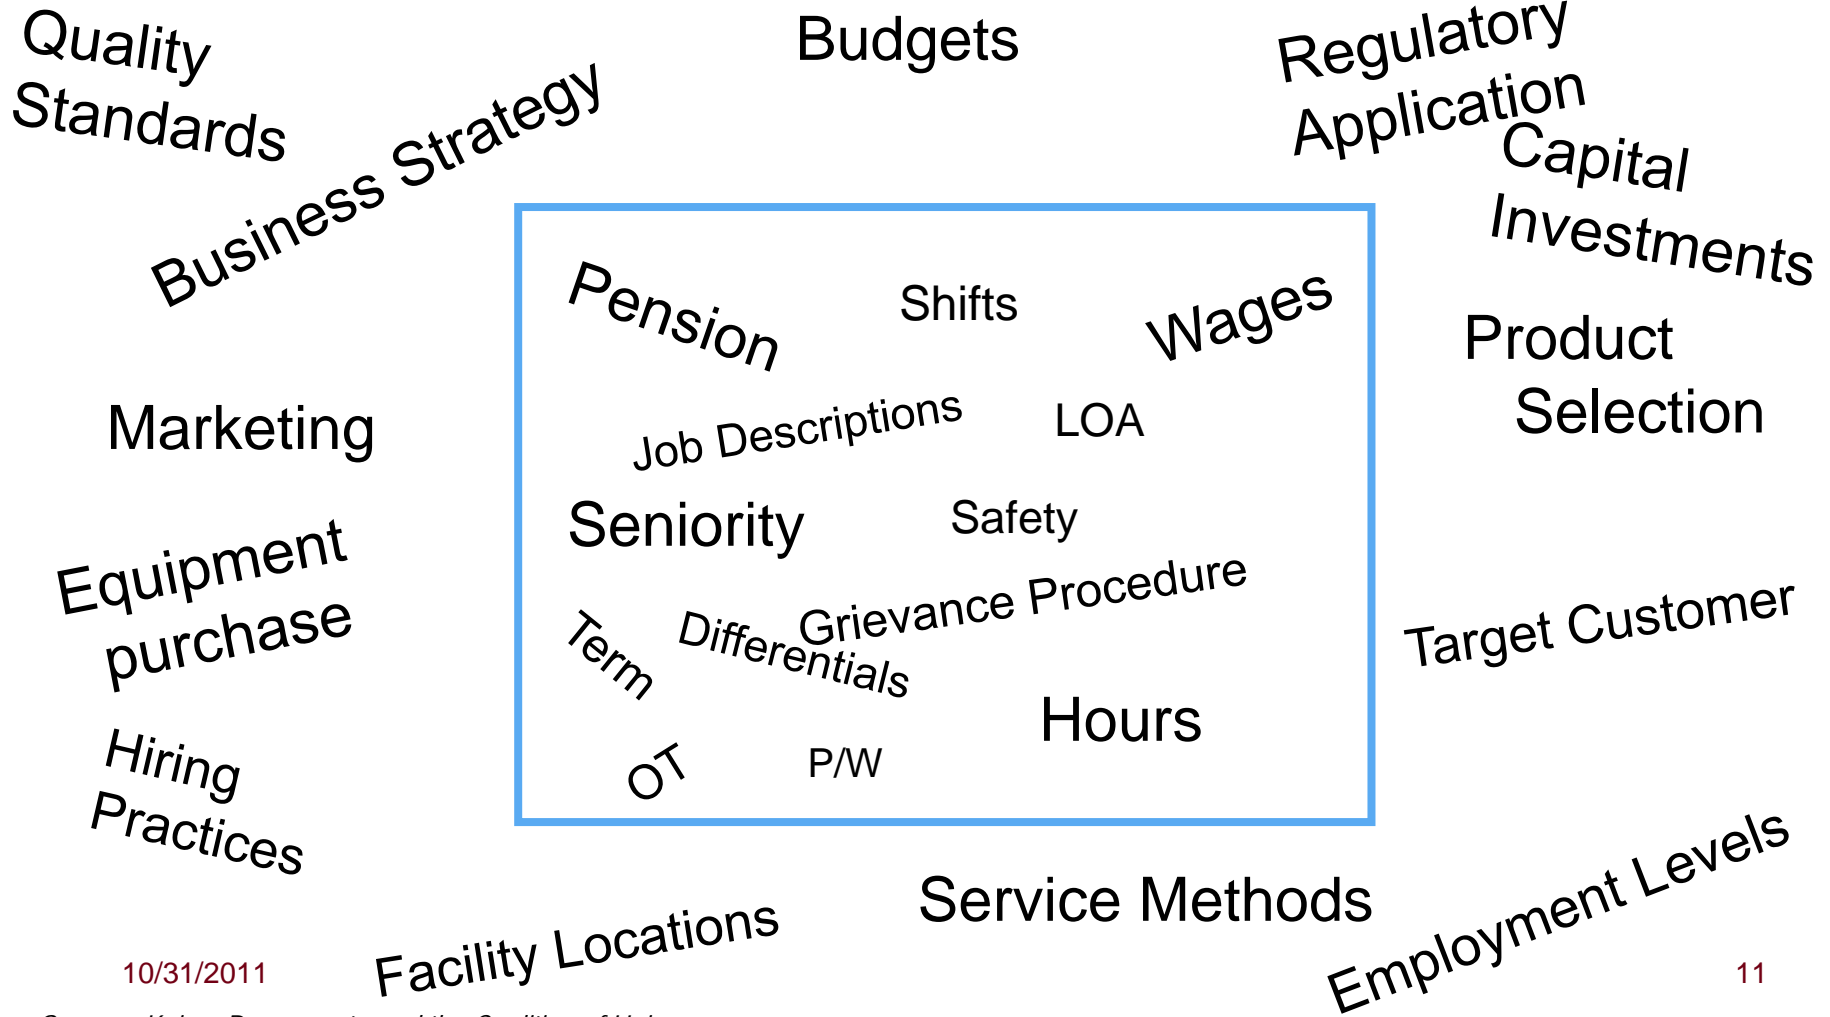 Quality
Standards
Business Strategy
Budgets
Regulatory
Application
Capital
Investments
Pension
Shifts
Wages
Product
Selection
Marketing
Job Descriptions
LOA
Seniority
Safety
Equipment
purchase
Grievance Procedure
Term
Differentials
Target Customer
Hours
Hiring
Practices
OT
P/W
Service Methods
Employment Levels
Facility Locations
10/31/2011
11